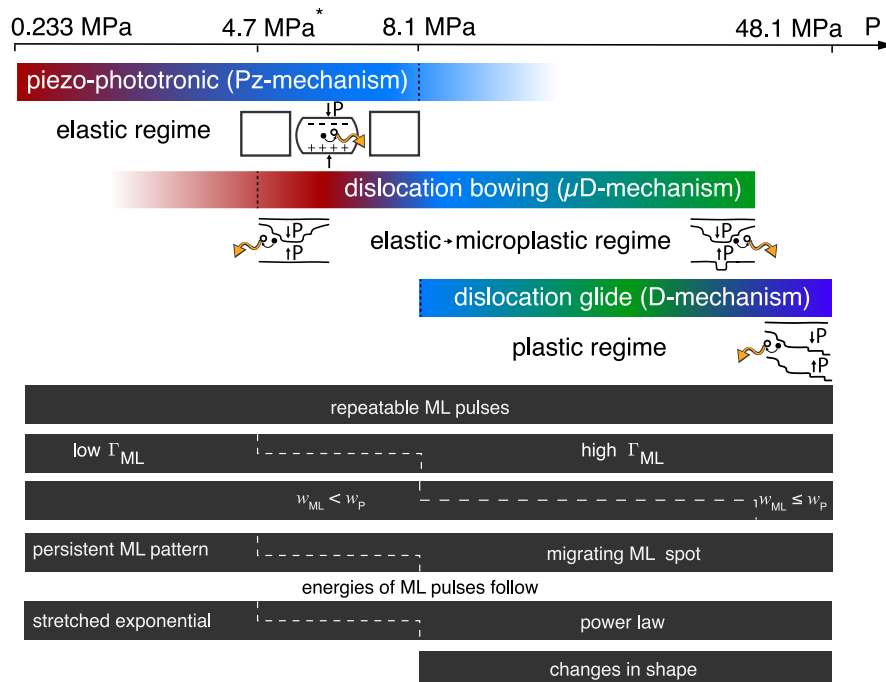 0.233 MPa 4.7 MPa* 8.1 MPa 48.1 MPa P
piezo-phototronic (Pz-mechanism)
elastic regime
P
- - - -
+ + + +
dislocation bowing (μD-mechanism)
P
P
elastic→microplastic regime
P
P
dislocation glide (D-mechanism)
plastic regime
P
P
repeatable ML pulses
low Γ_ML high Γ_ML
w_ML < w_P w_ML ≤ w_P
persistent ML pattern migrating ML spot
energies of ML pulses follow
stretched exponential power law
changes in shape